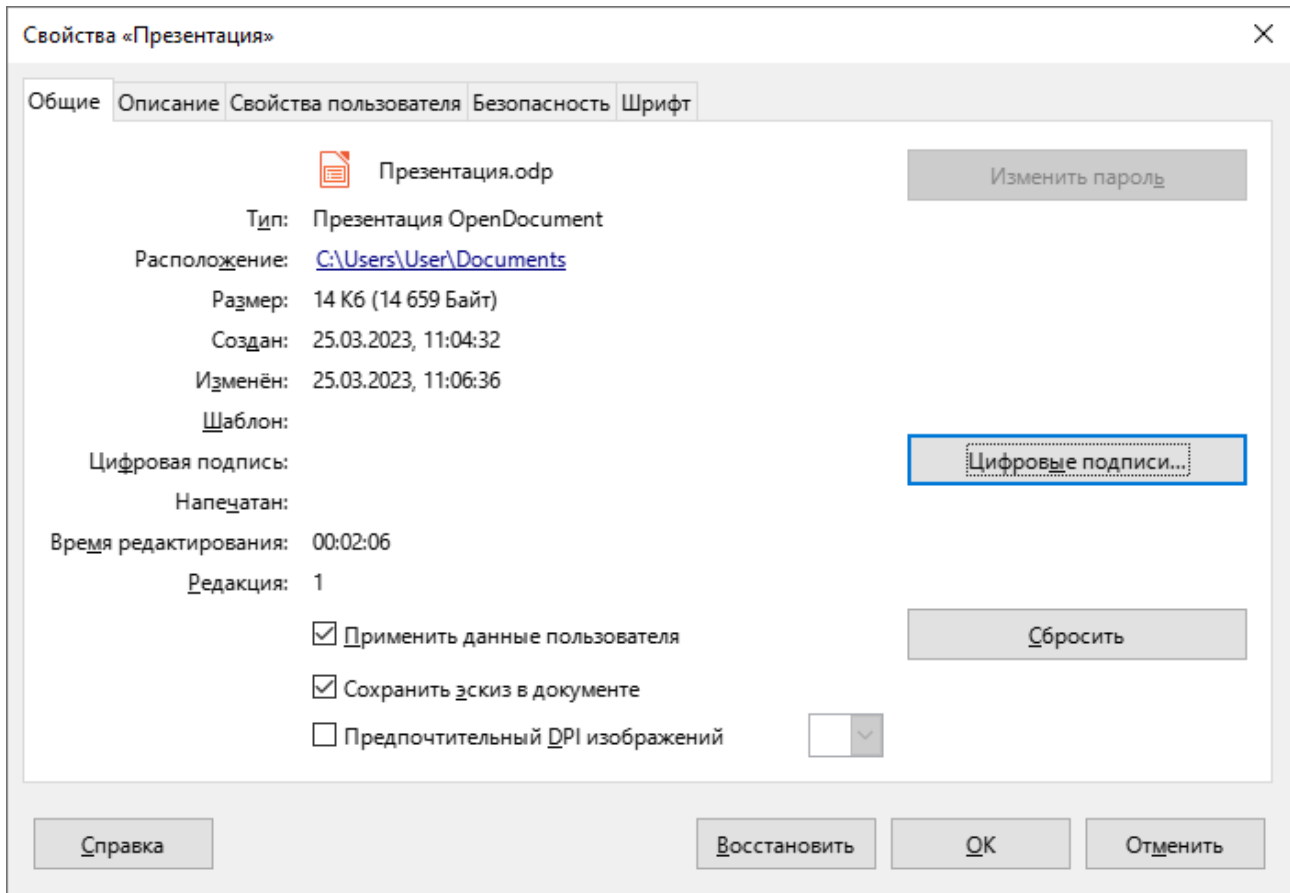 Свойства «Презентация»
Общие Описание Свойства пользователя Безопасность Шрифт
Презентация.odp Изменить пароль
Тип: Презентация OpenDocument
Расположение: C:\Users\User\Documents
Размер: 14 Кб (14 659 Байт)
Создан: 25.03.2023, 11:04:32
Изменён: 25.03.2023, 11:06:36
Шаблон:
Цифровая подпись: Цифровые подписи...
Напечатан:
Время редактирования: 00:02:06
Редакция: 1
Применить данные пользователя Сбросить
Сохранить эскиз в документе
Предпочтительный DPI изображений
Справка Восстановить OK Отменить